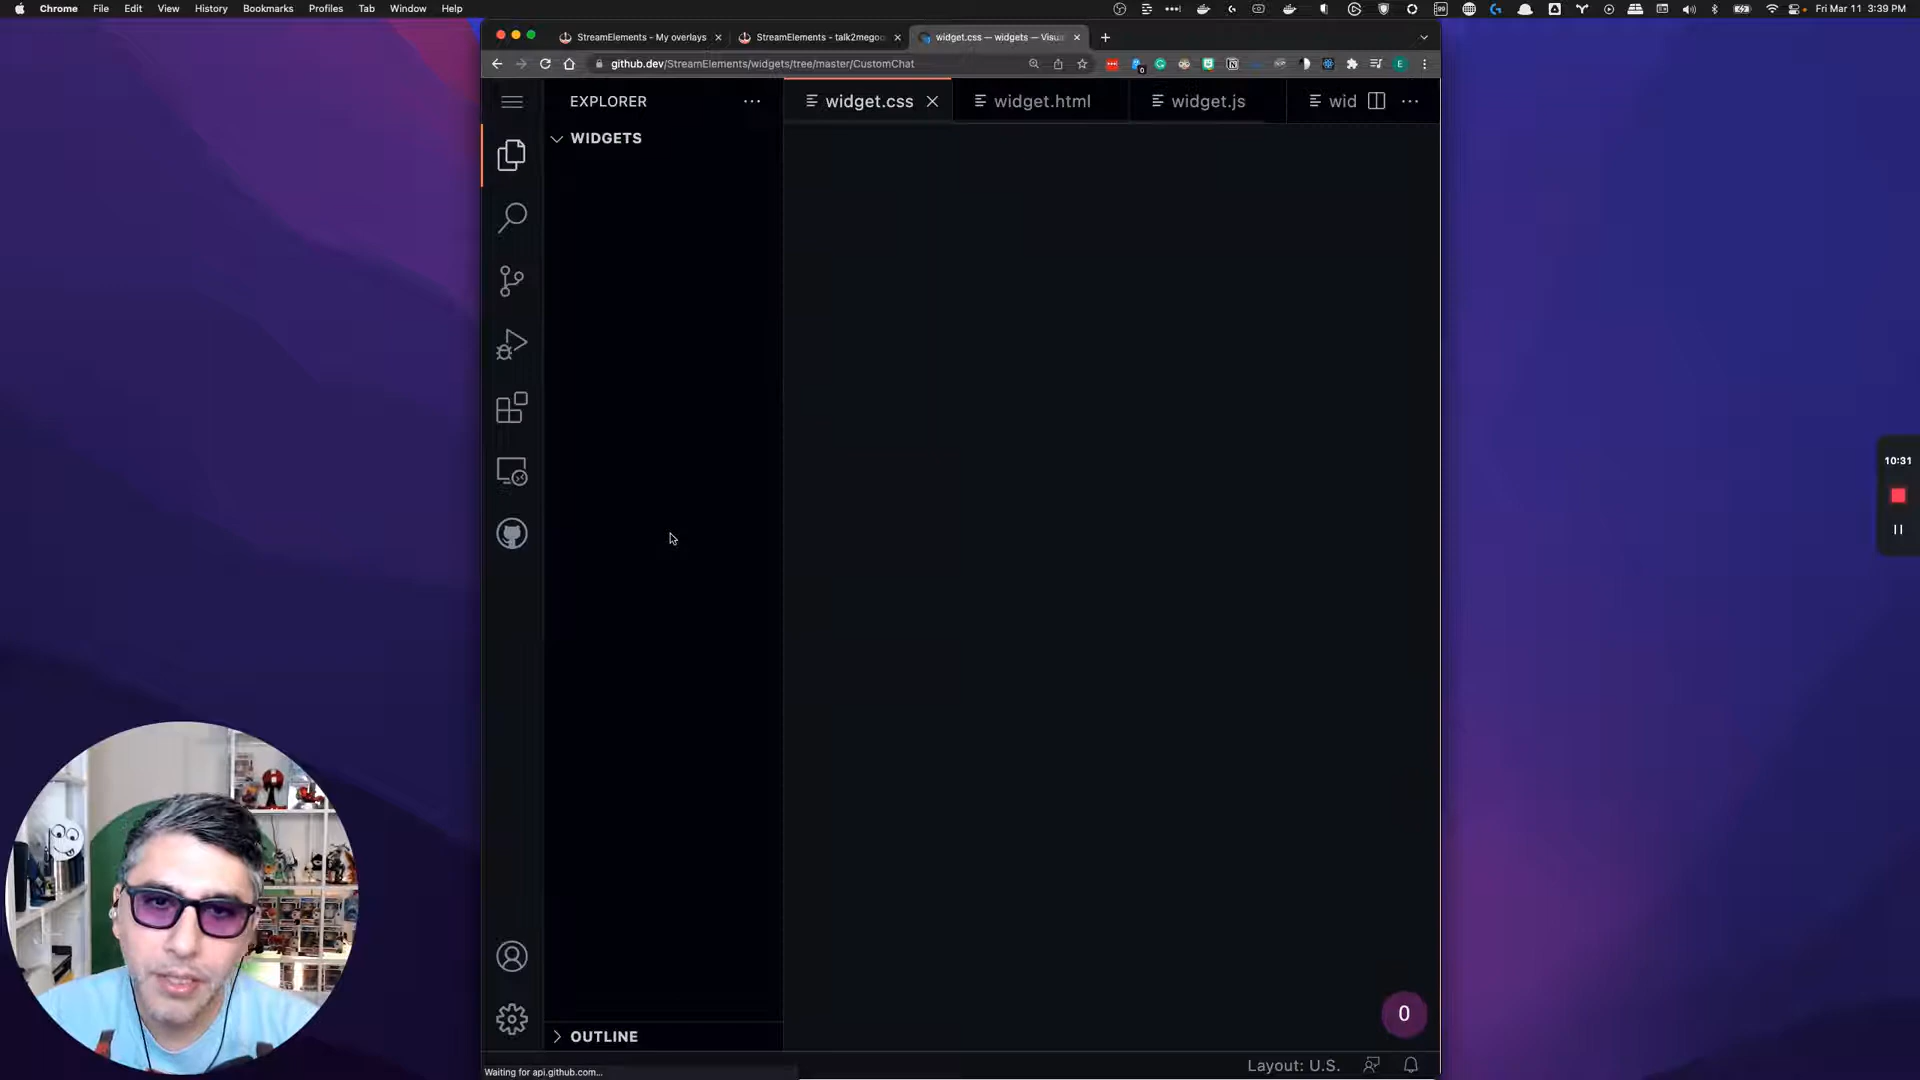 Chrome File Edit View History Bookmarks Profiles Tab Window Help
Fri Mar 11 3:39 PM
StreamElements - My overlays
StreamElements - talk2megoo
widget.css — widgets — Visua
github.dev/StreamElements/widgets/tree/master/CustomChat
EXPLORER
widget.css
widget.html
widget.js
wid
WIDGETS
10:31
0
OUTLINE
Layout: U.S.
Waiting for api.github.com...